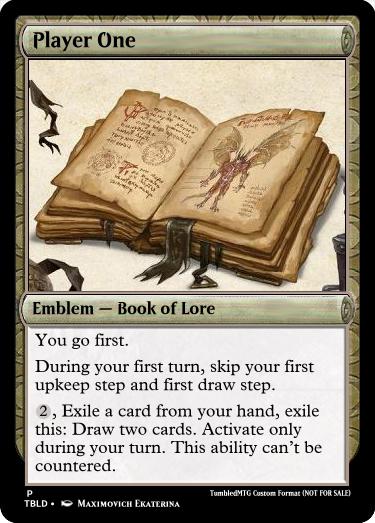 Player One
Emblem — Book of Lore
You go first.
During your first turn, skip your first
upkeep step and first draw step.
2, Exile a card from your hand, exile
this: Draw two cards. Activate only
during your turn. This ability can't be
countered.
P
TBLD • Maximovich Ekaterina
TumbledMTG Custom Format (NOT FOR SALE)